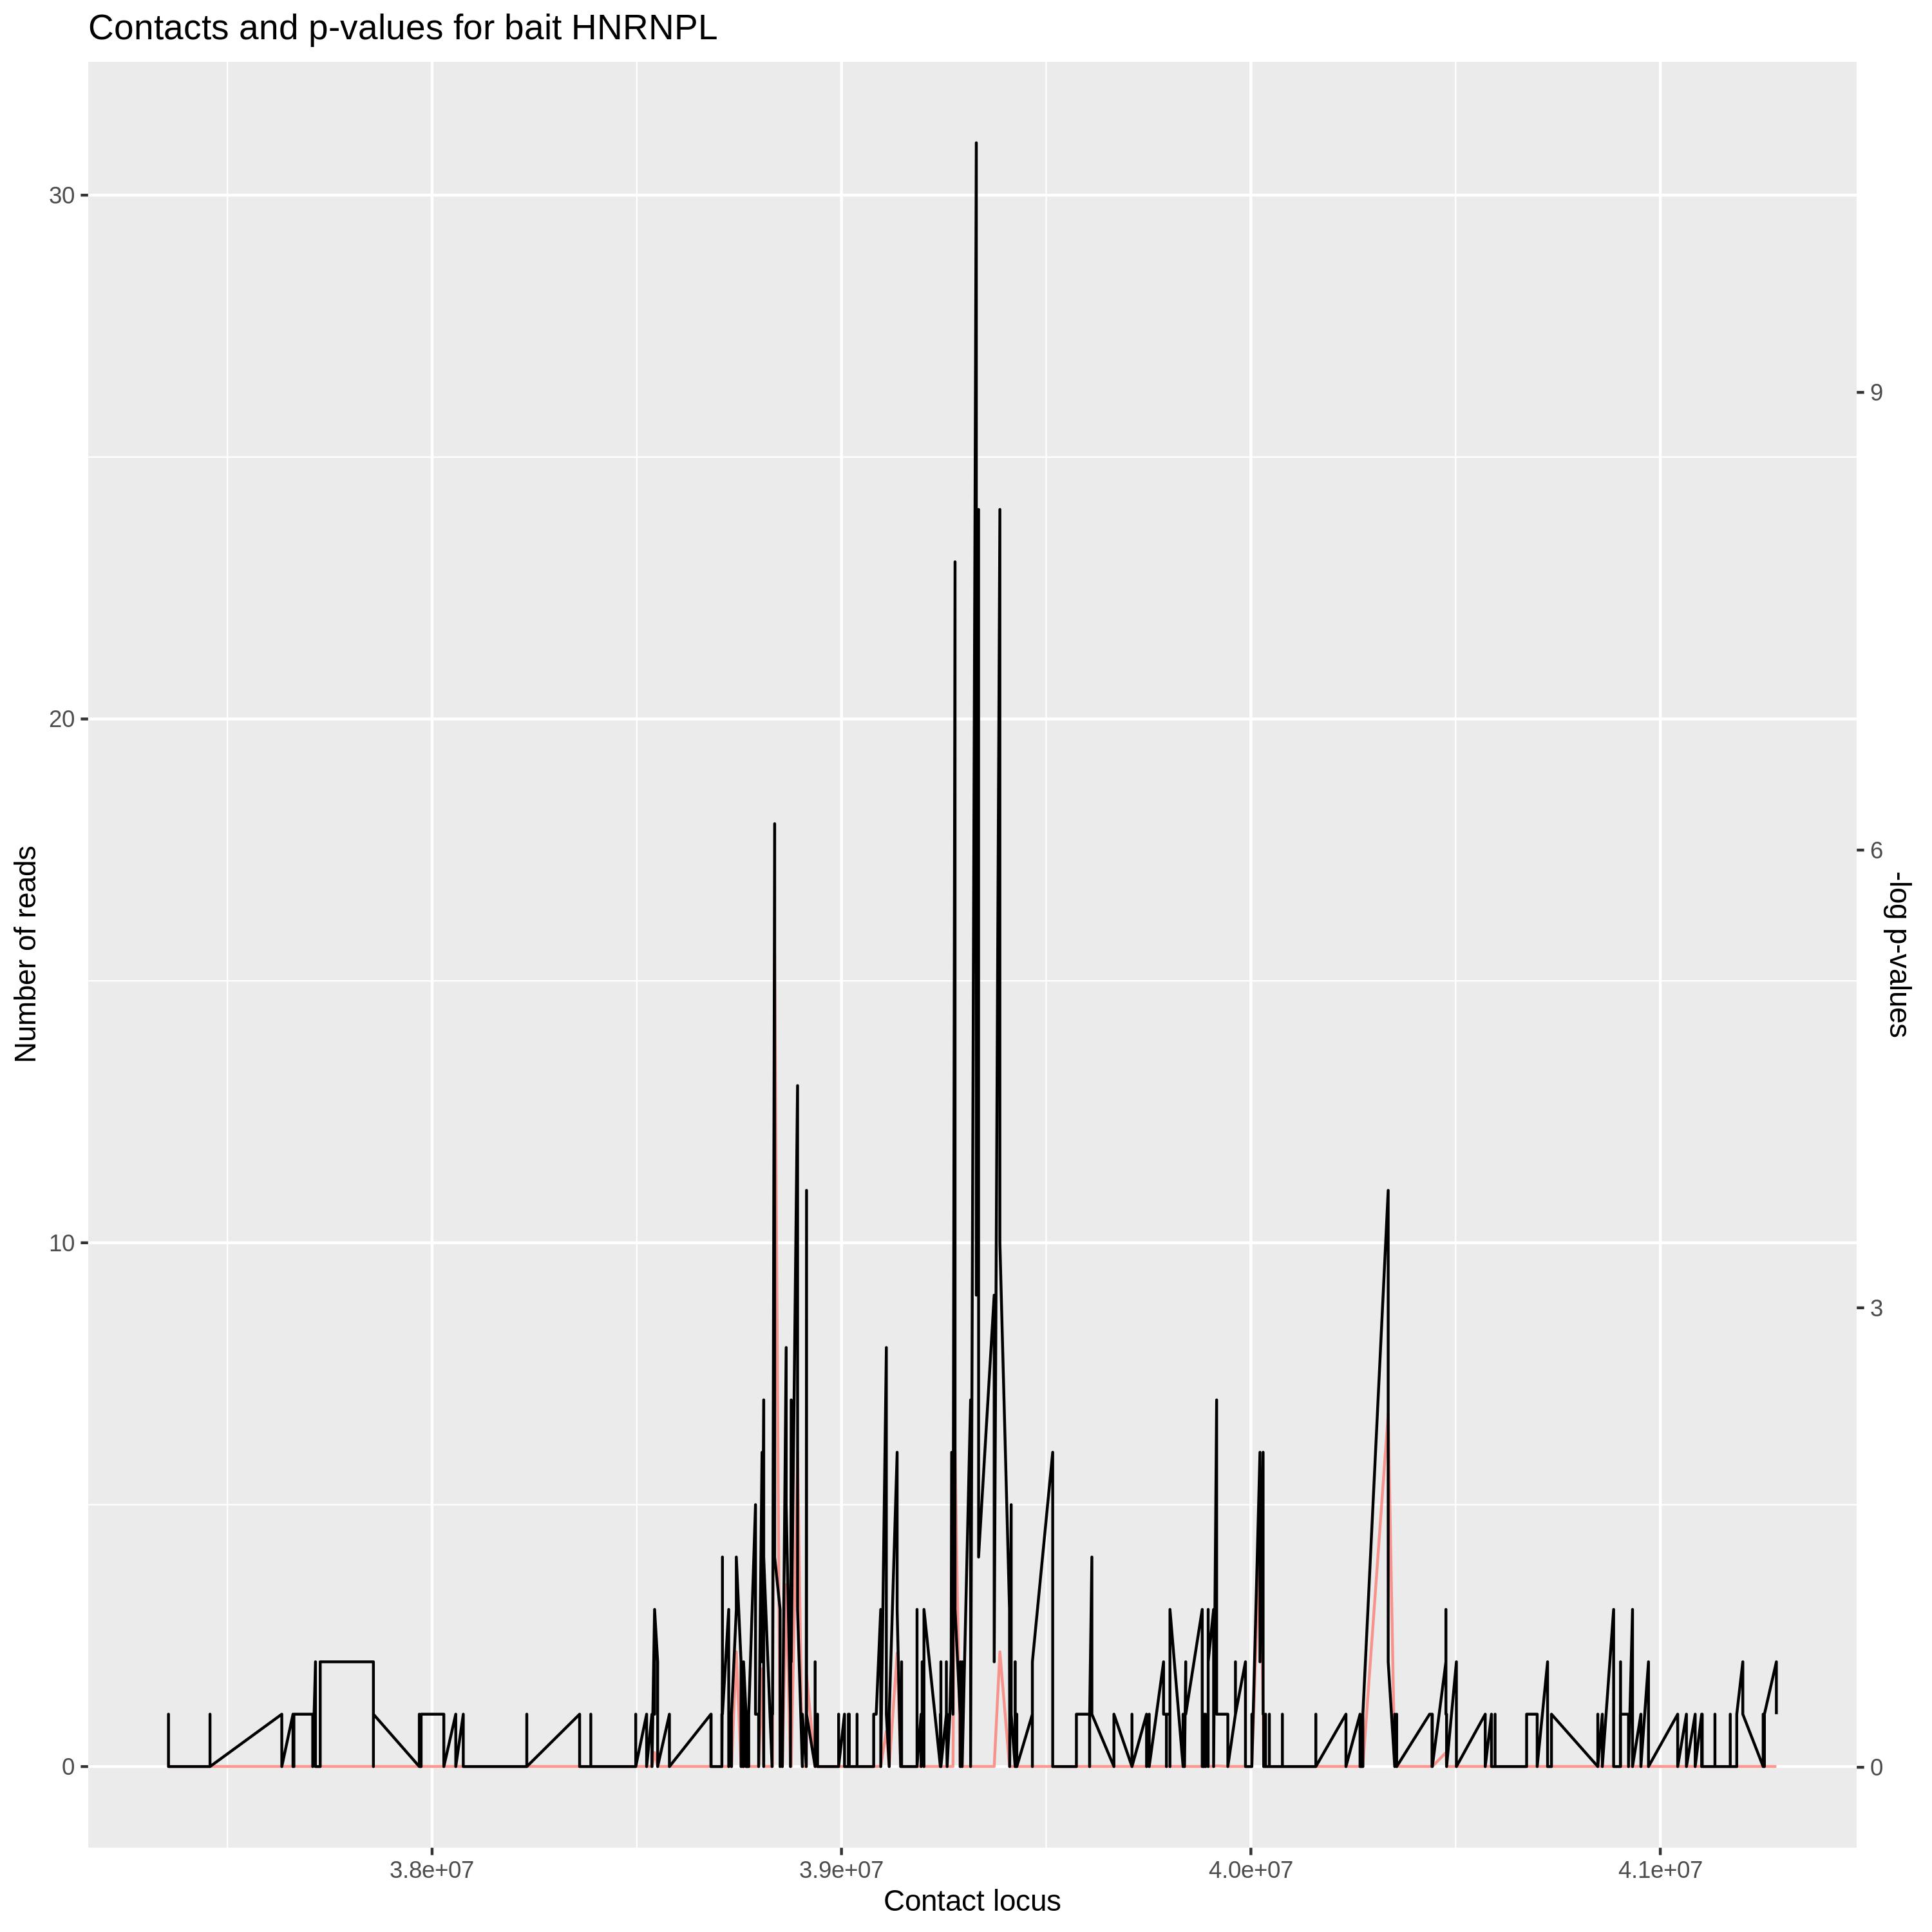 Contacts and p-values for bait HNRNPL
Number of reads
30
20
10
0
9
6
3
0
-log p-values
3.8e+07
3.9e+07
4.0e+07
4.1e+07
Contact locus